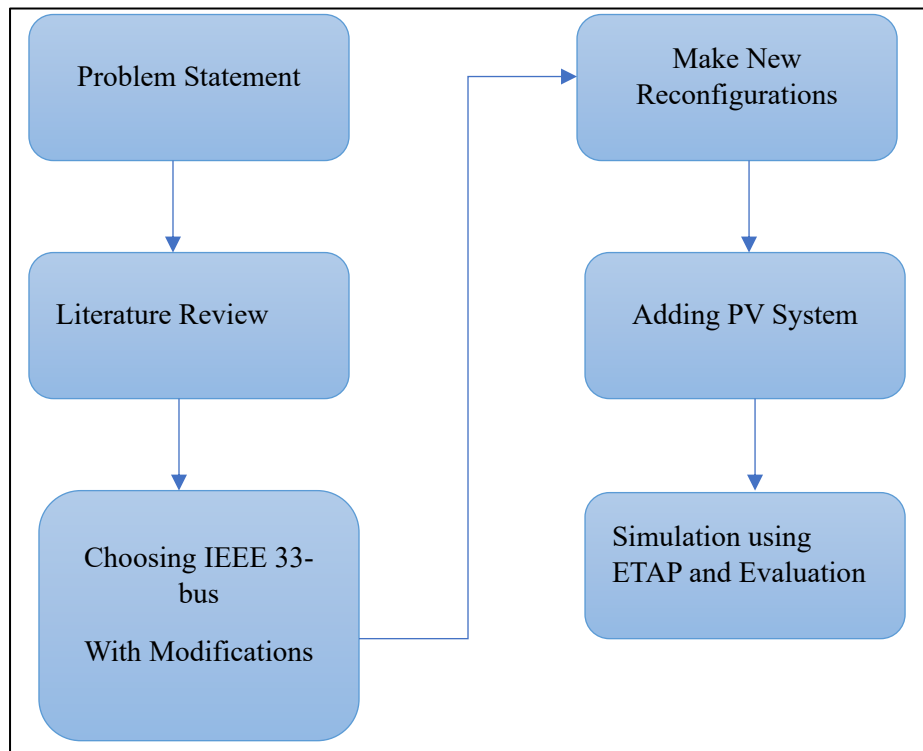 Problem Statement
Literature Review
Choosing IEEE 33-
bus
With Modifications
Make New
Reconfigurations
Adding PV System
Simulation using
ETAP and Evaluation